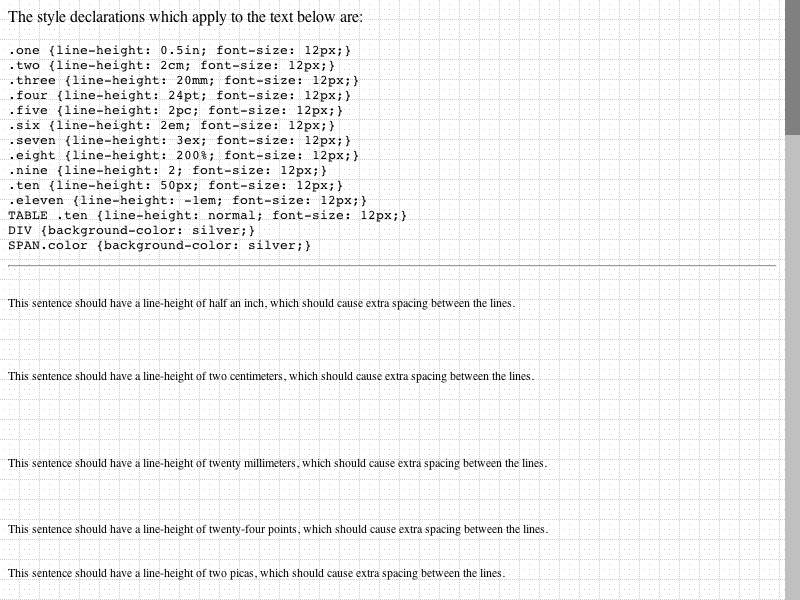 The style declarations which apply to the text below are:
.one {line-height: 0.5in; font-size: 12px;}
.two {line-height: 2cm; font-size: 12px;}
.three {line-height: 20mm; font-size: 12px;}
.four {line-height: 24pt; font-size: 12px;}
.five {line-height: 2pc; font-size: 12px;}
.six {line-height: 2em; font-size: 12px;}
.seven {line-height: 3ex; font-size: 12px;}
.eight {line-height: 200%; font-size: 12px;}
.nine {line-height: 2; font-size: 12px;}
.ten {line-height: 50px; font-size: 12px;}
.eleven {line-height: -1em; font-size: 12px;}
TABLE .ten {line-height: normal; font-size: 12px;}
DIV {background-color: silver;}
SPAN.color {background-color: silver;}
This sentence should have a line-height of half an inch, which should cause extra spacing between the lines.
This sentence should have a line-height of two centimeters, which should cause extra spacing between the lines.
This sentence should have a line-height of twenty millimeters, which should cause extra spacing between the lines.
This sentence should have a line-height of twenty-four points, which should cause extra spacing between the lines.
This sentence should have a line-height of two picas, which should cause extra spacing between the lines.